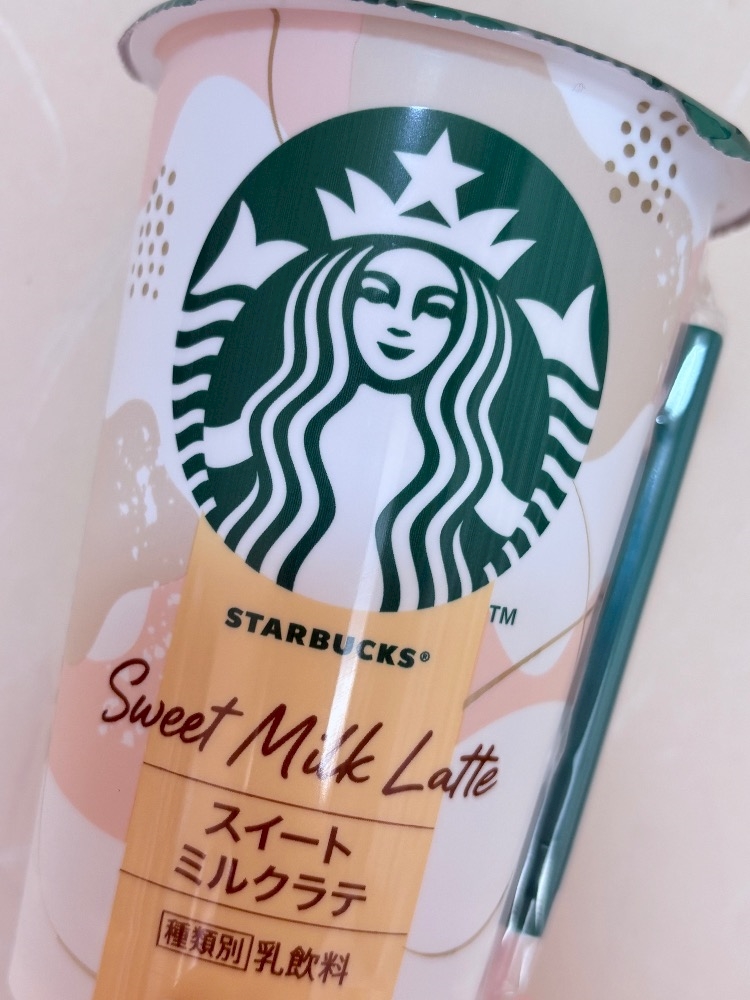 TM
STARBUCKS®
Sweet Milk Latte
スイート
ミルクラテ
種類別 乳飲料